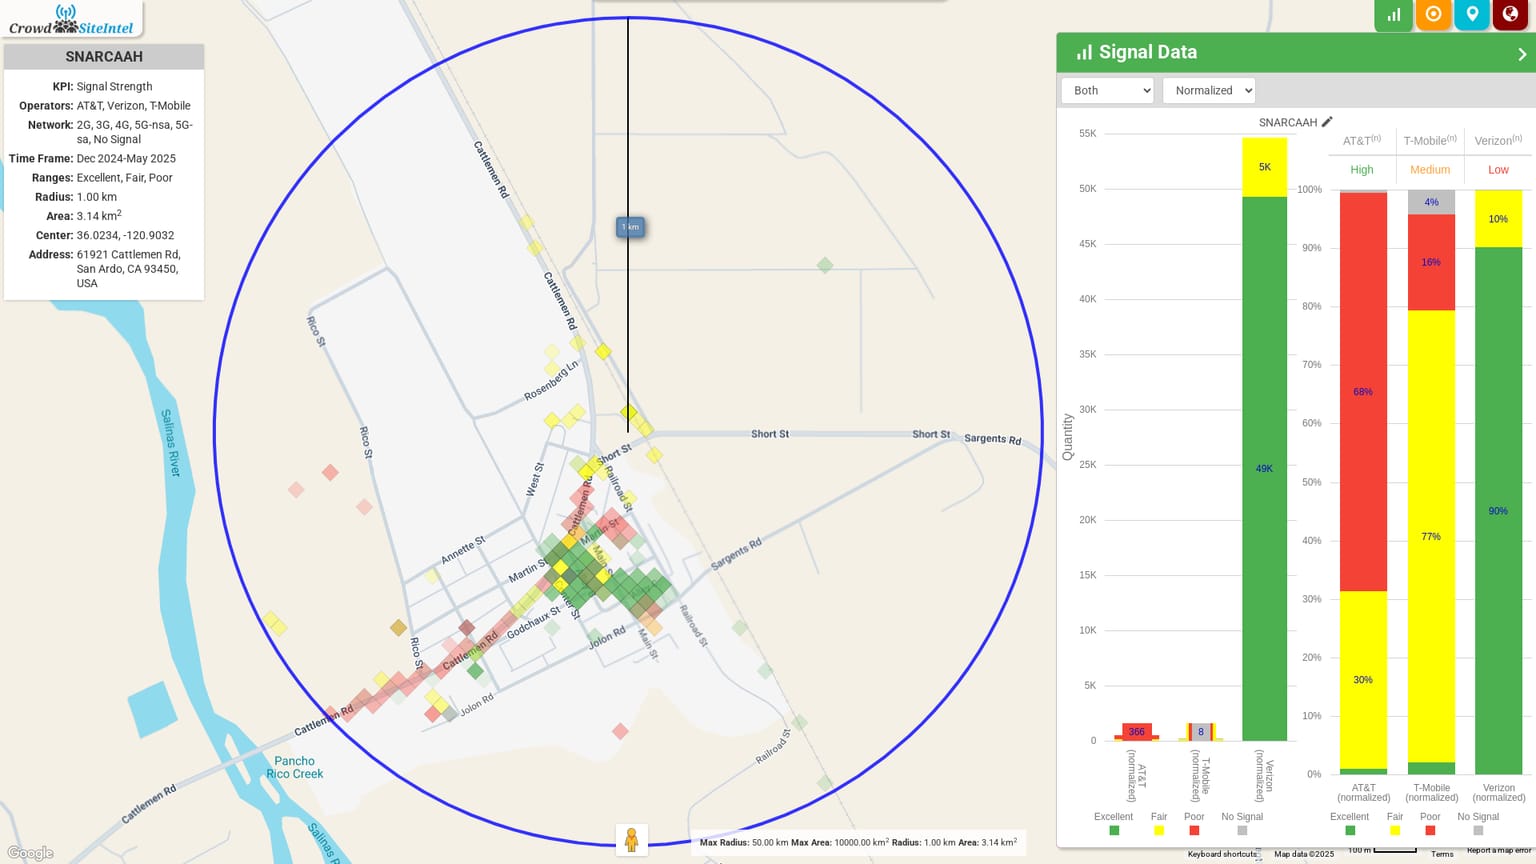 Crowd SiteIntel
SNARCAAH
KPI: Signal Strength
Operators: AT&T, Verizon, T-Mobile
Network: 2G, 3G, 4G, 5G-nsa, 5G-
sa, No Signal
Time Frame: Dec 2024-May 2025
Ranges: Excellent, Fair, Poor
Radius: 1.00 km
Area: 3.14 km²
Center: 36.0234, -120.9032
Address: 61921 Cattlemen Rd,
San Ardo, CA 93450,
USA
Cattlemen Rd
1 km
Cattlemen Rd
Rico St
Rosenberg Ln
Salinas River
Rico St
Short St
Short St
Sargents Rd
Short St
West St
Railroad St
Cattlemen Rd
Martin St
Annette St
Main St
Sargents Rd
Martin St
Godchaux St
Railroad St
Jolon Rd
Main St
Rico St
Cattlemen Rd
Jolon Rd
Cattlemen Rd
Railroad St
Pancho
Rico Creek
Cattlemen Rd
Salinas R
Google
Max Radius: 50.00 km Max Area: 10000.00 km² Radius: 1.00 km Area: 3.14 km²
Signal Data
Both
Normalized
SNARCAAH
Quantity
55K
50K
45K
40K
35K
30K
25K
20K
15K
10K
5K
0
5K
49K
366
8
AT&T
(normalized)
T-Mobile
(normalized)
Verizon
(normalized)
Excellent
Fair
Poor
No Signal
AT&T(n)
T-Mobile(n)
Verizon(n)
High
Medium
Low
100%
90%
80%
70%
60%
50%
40%
30%
20%
10%
0%
68%
30%
4%
16%
77%
10%
90%
AT&T
(normalized)
T-Mobile
(normalized)
Verizon
(normalized)
Excellent
Fair
Poor
No Signal
Keyboard shortcuts
Map data ©2025
100 m
Terms
Report a map error